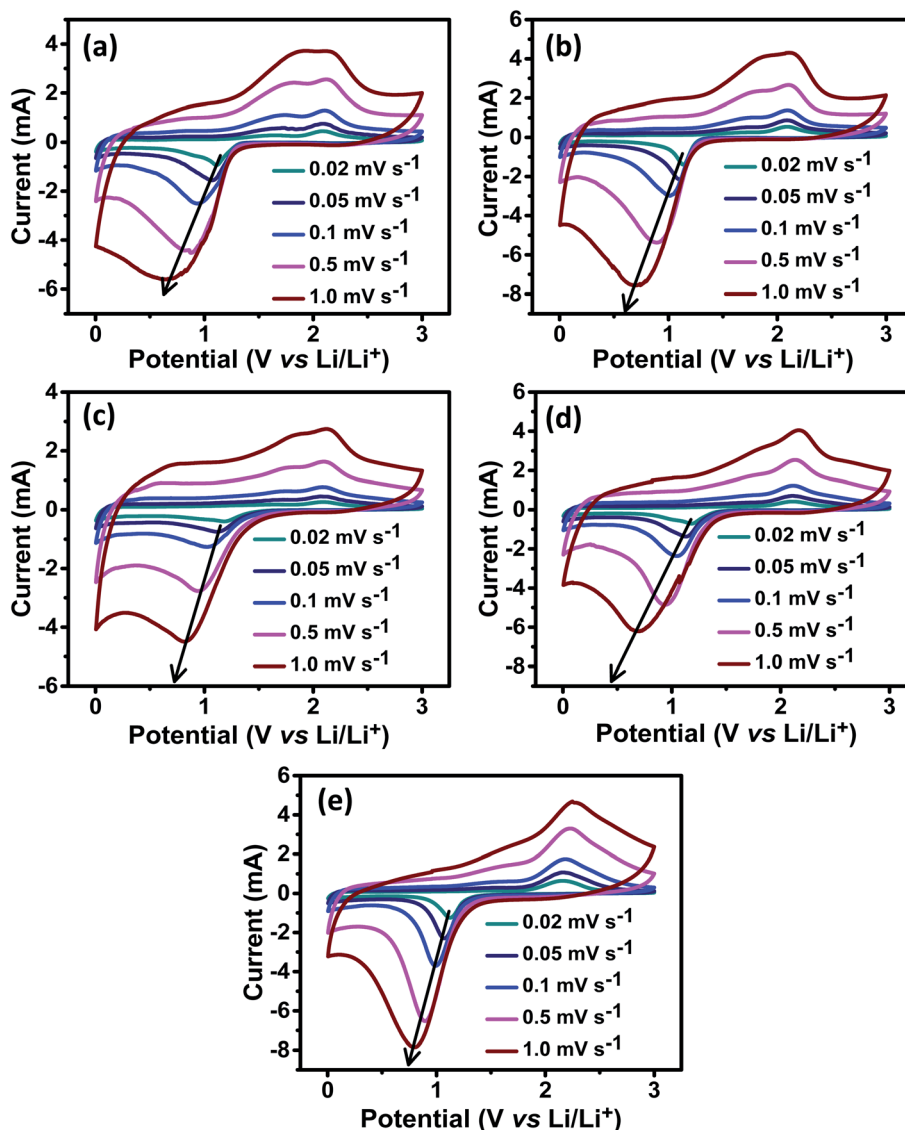 (a)
4
2
0
-2
-4
-6
Current (mA)
0.02 mV s-1
0.05 mV s-1
0.1 mV s-1
0.5 mV s-1
1.0 mV s-1
0 1 2 3
Potential (V vs Li/Li+)
(b)
6
4
2
0
-2
-4
-6
-8
Current (mA)
0.02 mV s-1
0.05 mV s-1
0.1 mV s-1
0.5 mV s-1
1.0 mV s-1
0 1 2 3
Potential (V vs Li/Li+)
(c)
4
2
0
-2
-4
-6
Current (mA)
0.02 mV s-1
0.05 mV s-1
0.1 mV s-1
0.5 mV s-1
1.0 mV s-1
0 1 2 3
Potential (V vs Li/Li+)
(d)
6
4
2
0
-2
-4
-6
-8
Current (mA)
0.02 mV s-1
0.05 mV s-1
0.1 mV s-1
0.5 mV s-1
1.0 mV s-1
0 1 2 3
Potential (V vs Li/Li+)
(e)
6
4
2
0
-2
-4
-6
-8
Current (mA)
0.02 mV s-1
0.05 mV s-1
0.1 mV s-1
0.5 mV s-1
1.0 mV s-1
0 1 2 3
Potential (V vs Li/Li+)